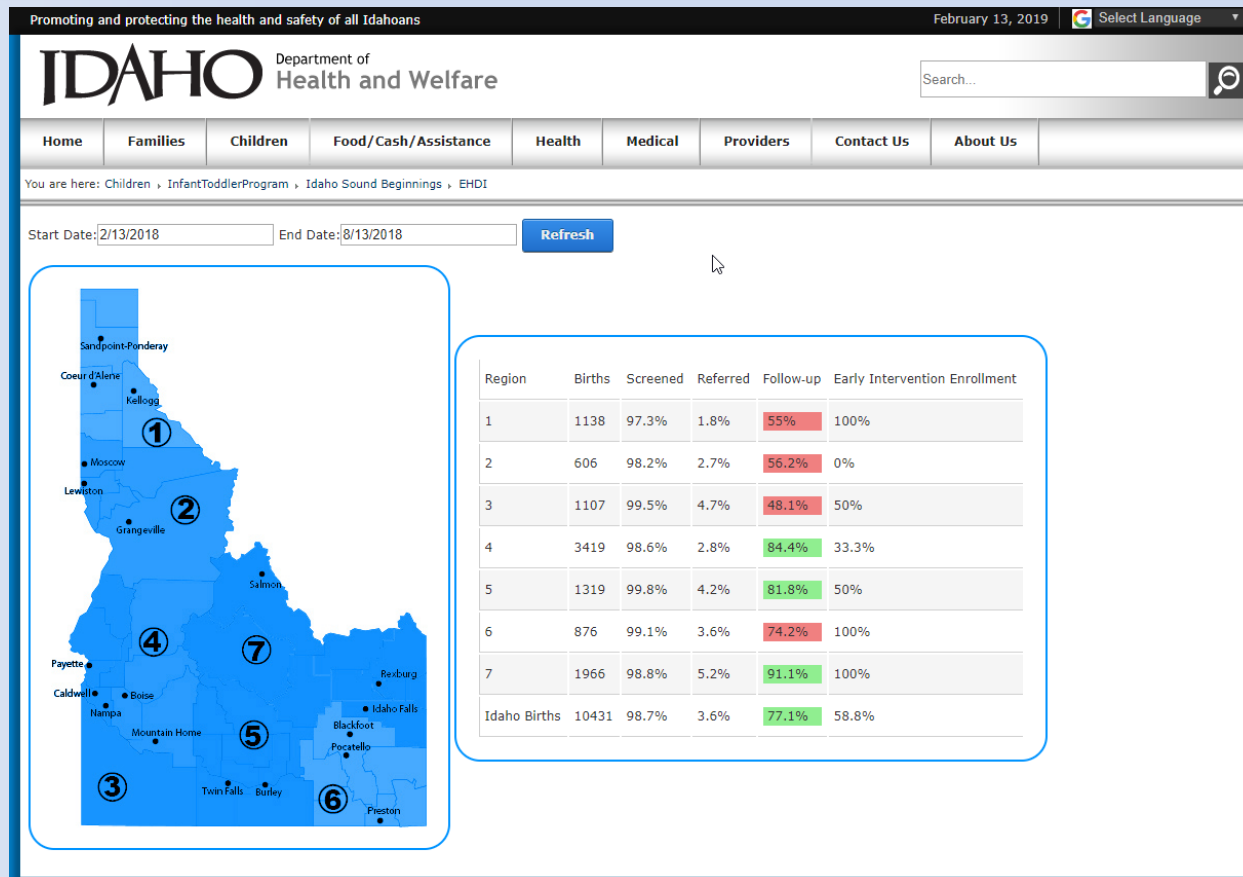 Promoting and protecting the health and safety of all Idahoans February 13, 2019 Select Language
IDAHO Department of Health and Welfare
Search...
Home Families Children Food/Cash/Assistance Health Medical Providers Contact Us About Us
You are here: Children › InfantToddlerProgram › Idaho Sound Beginnings › EHDI
Start Date: 2/13/2018 End Date: 8/13/2018 Refresh
Sandpoint-Ponderay
Coeur d'Alene
Kellogg
1
Moscow
Lewiston
2
Grangeville
Salmon
4
7
Payette
Rexburg
Caldwell
Boise
Nampa
Idaho Falls
Blackfoot
Mountain Home
5
Pocatello
3
Twin Falls
Burley
6
Preston
Region Births Screened Referred Follow-up Early Intervention Enrollment
1 1138 97.3% 1.8% 55% 100%
2 606 98.2% 2.7% 56.2% 0%
3 1107 99.5% 4.7% 48.1% 50%
4 3419 98.6% 2.8% 84.4% 33.3%
5 1319 99.8% 4.2% 81.8% 50%
6 876 99.1% 3.6% 74.2% 100%
7 1966 98.8% 5.2% 91.1% 100%
Idaho Births 10431 98.7% 3.6% 77.1% 58.8%